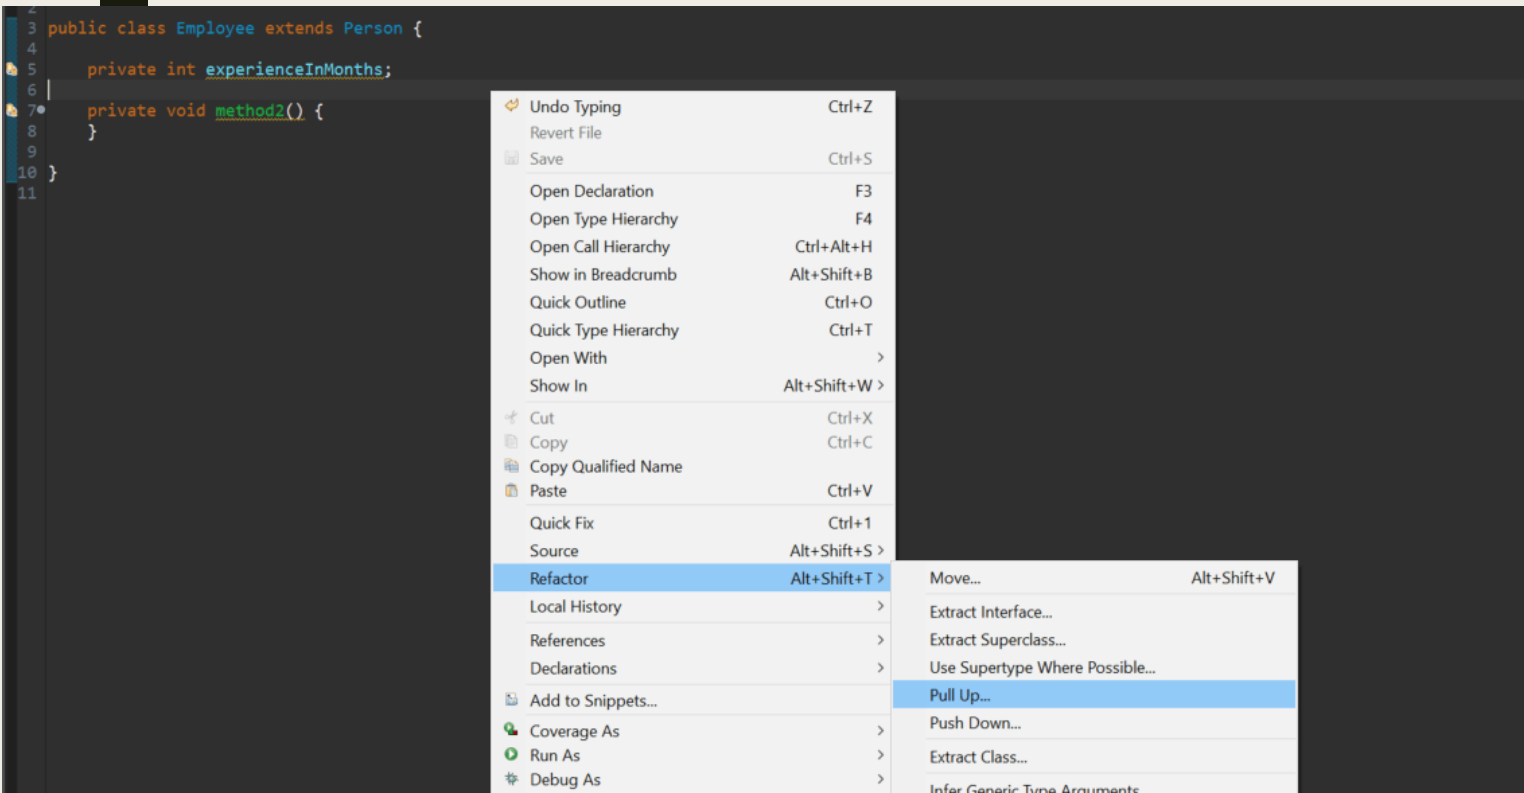 2
3 public class Employee extends Person {
4
5 private int experienceInMonths;
6
7 private void method2() {
8 }
9
10 }
11
Undo Typing Ctrl+Z
Revert File
Save Ctrl+S
Open Declaration F3
Open Type Hierarchy F4
Open Call Hierarchy Ctrl+Alt+H
Show in Breadcrumb Alt+Shift+B
Quick Outline Ctrl+O
Quick Type Hierarchy Ctrl+T
Open With
Show In Alt+Shift+W
Cut Ctrl+X
Copy Ctrl+C
Copy Qualified Name
Paste Ctrl+V
Quick Fix Ctrl+1
Source Alt+Shift+S
Refactor Alt+Shift+T
Local History
References
Declarations
Add to Snippets...
Coverage As
Run As
Debug As
Move... Alt+Shift+V
Extract Interface...
Extract Superclass...
Use Supertype Where Possible...
Pull Up...
Push Down...
Extract Class...
Infer Generic Type Arguments